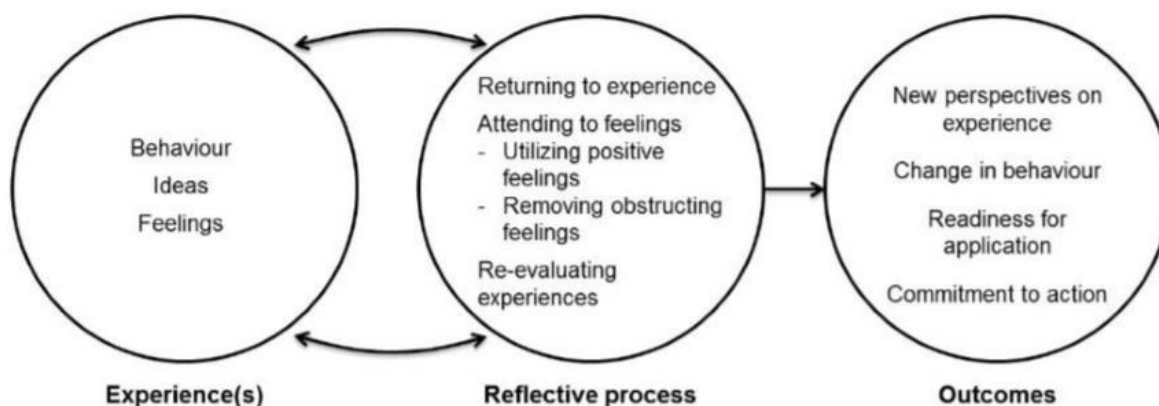 Behaviour
Ideas
Feelings
Experience(s)
Returning to experience
Attending to feelings
- Utilizing positive
feelings
- Removing obstructing
feelings
Re-evaluating
experiences
Reflective process
New perspectives on
experience
Change in behaviour
Readiness for
application
Commitment to action
Outcomes